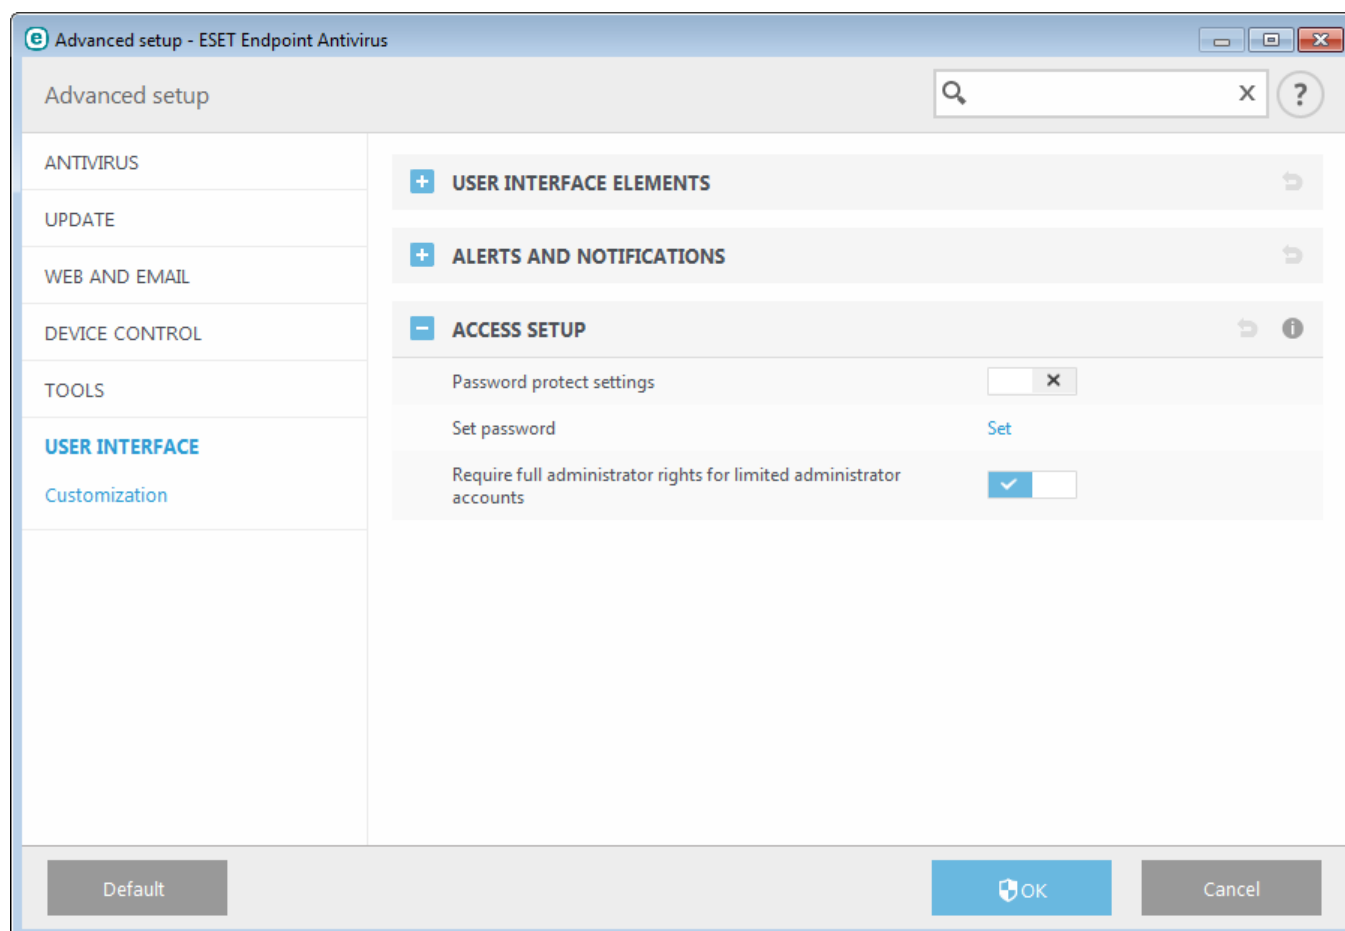 Advanced setup - ESET Endpoint Antivirus
Advanced setup
ANTIVIRUS
UPDATE
WEB AND EMAIL
DEVICE CONTROL
TOOLS
USER INTERFACE
Customization
USER INTERFACE ELEMENTS
ALERTS AND NOTIFICATIONS
ACCESS SETUP
Password protect settings
Set password
Set
Require full administrator rights for limited administrator
accounts
Default
OK
Cancel